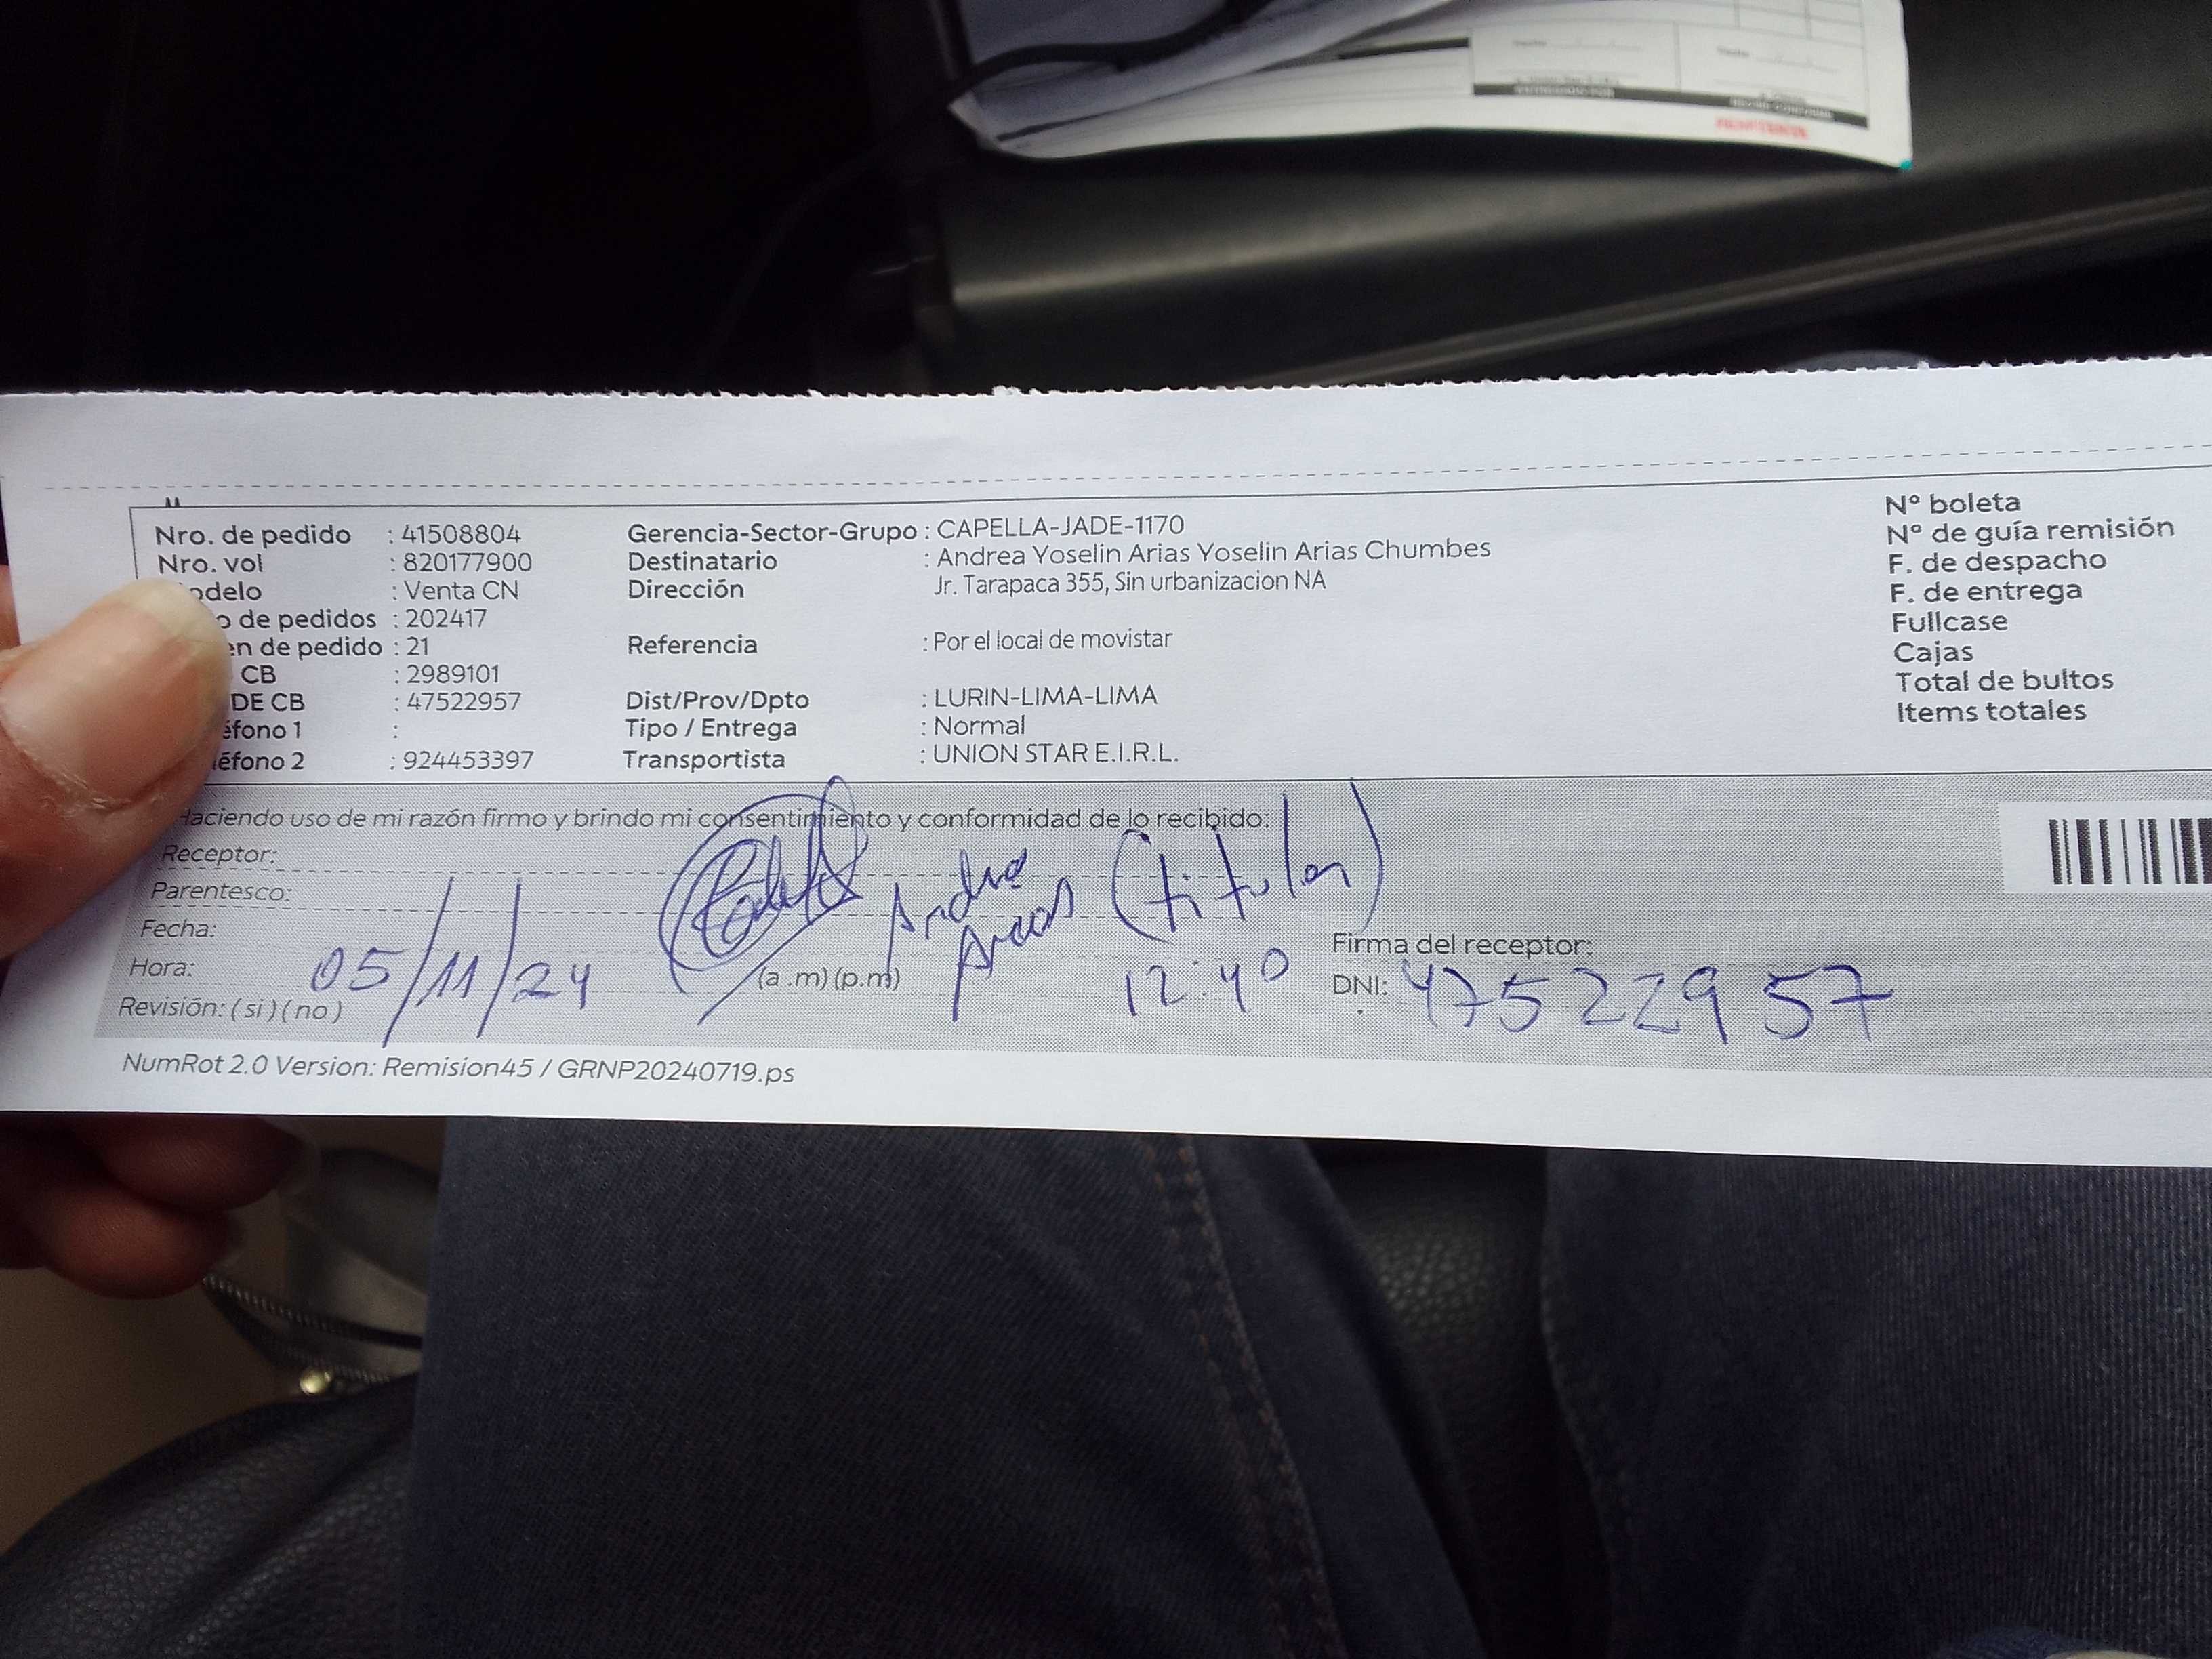 Nro. de pedido : 41508804
Nro. vol : 820177900
odelo : Venta CN
o de pedidos : 202417
en de pedido : 21
CB : 2989101
DE CB : 47522957
éfono 1 :
léfono 2 : 924453397
Gerencia-Sector-Grupo : CAPELLA-JADE-1170
Destinatario : Andrea Yoselin Arias Yoselin Arias Chumbes
Dirección Jr. Tarapaca 355, Sin urbanizacion NA
Referencia : Por el local de movistar
Dist/Prov/Dpto : LURIN-LIMA-LIMA
Tipo / Entrega : Normal
Transportista : UNION STAR E.I.R.L.
N° boleta
N° de guía remisión
F. de despacho
F. de entrega
Fullcase
Cajas
Total de bultos
Items totales
Haciendo uso de mi razón firmo y brindo mi consentimiento y conformidad de lo recibido:
Receptor:
Parentesco:
Andrea
Arias (titular)
Fecha:
Hora: 05/11/24 (a.m) (p.m) 12:40
Firma del receptor:
DNI: 47522957
Revisión: ( si ) ( no )
NumRot 2.0 Version: Remision45 / GRNP20240719.ps